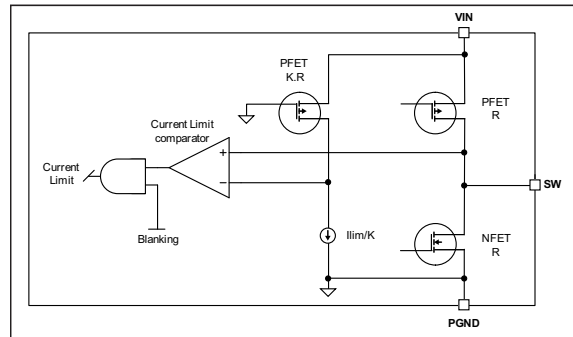 VIN
PFET
K.R
PFET
R
Current Limit
comparator
+
−
Current
Limit
Blanking
SW
Ilim/K
NFET
R
PGND